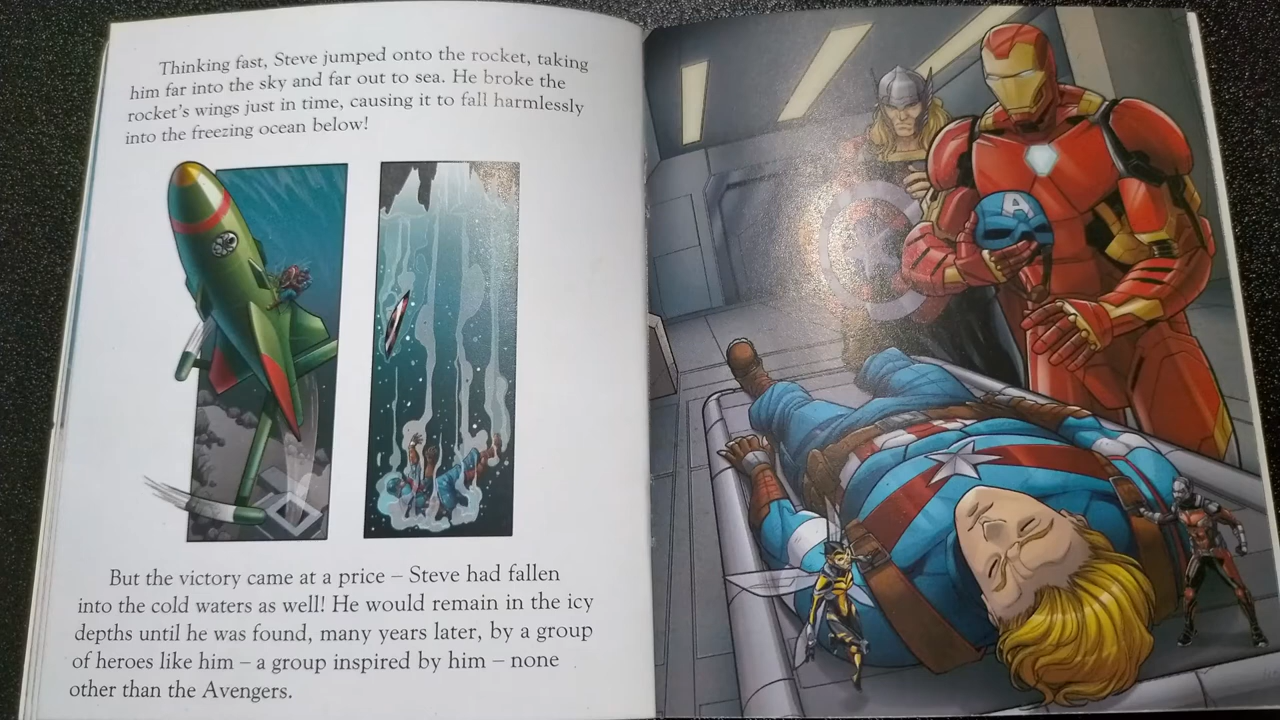 Thinking fast, Steve jumped onto the rocket, taking
him far into the sky and far out to sea. He broke the
rocket's wings just in time, causing it to fall harmlessly
into the freezing ocean below!
But the victory came at a price – Steve had fallen
into the cold waters as well! He would remain in the icy
depths until he was found, many years later, by a group
of heroes like him – a group inspired by him – none
other than the Avengers.
A